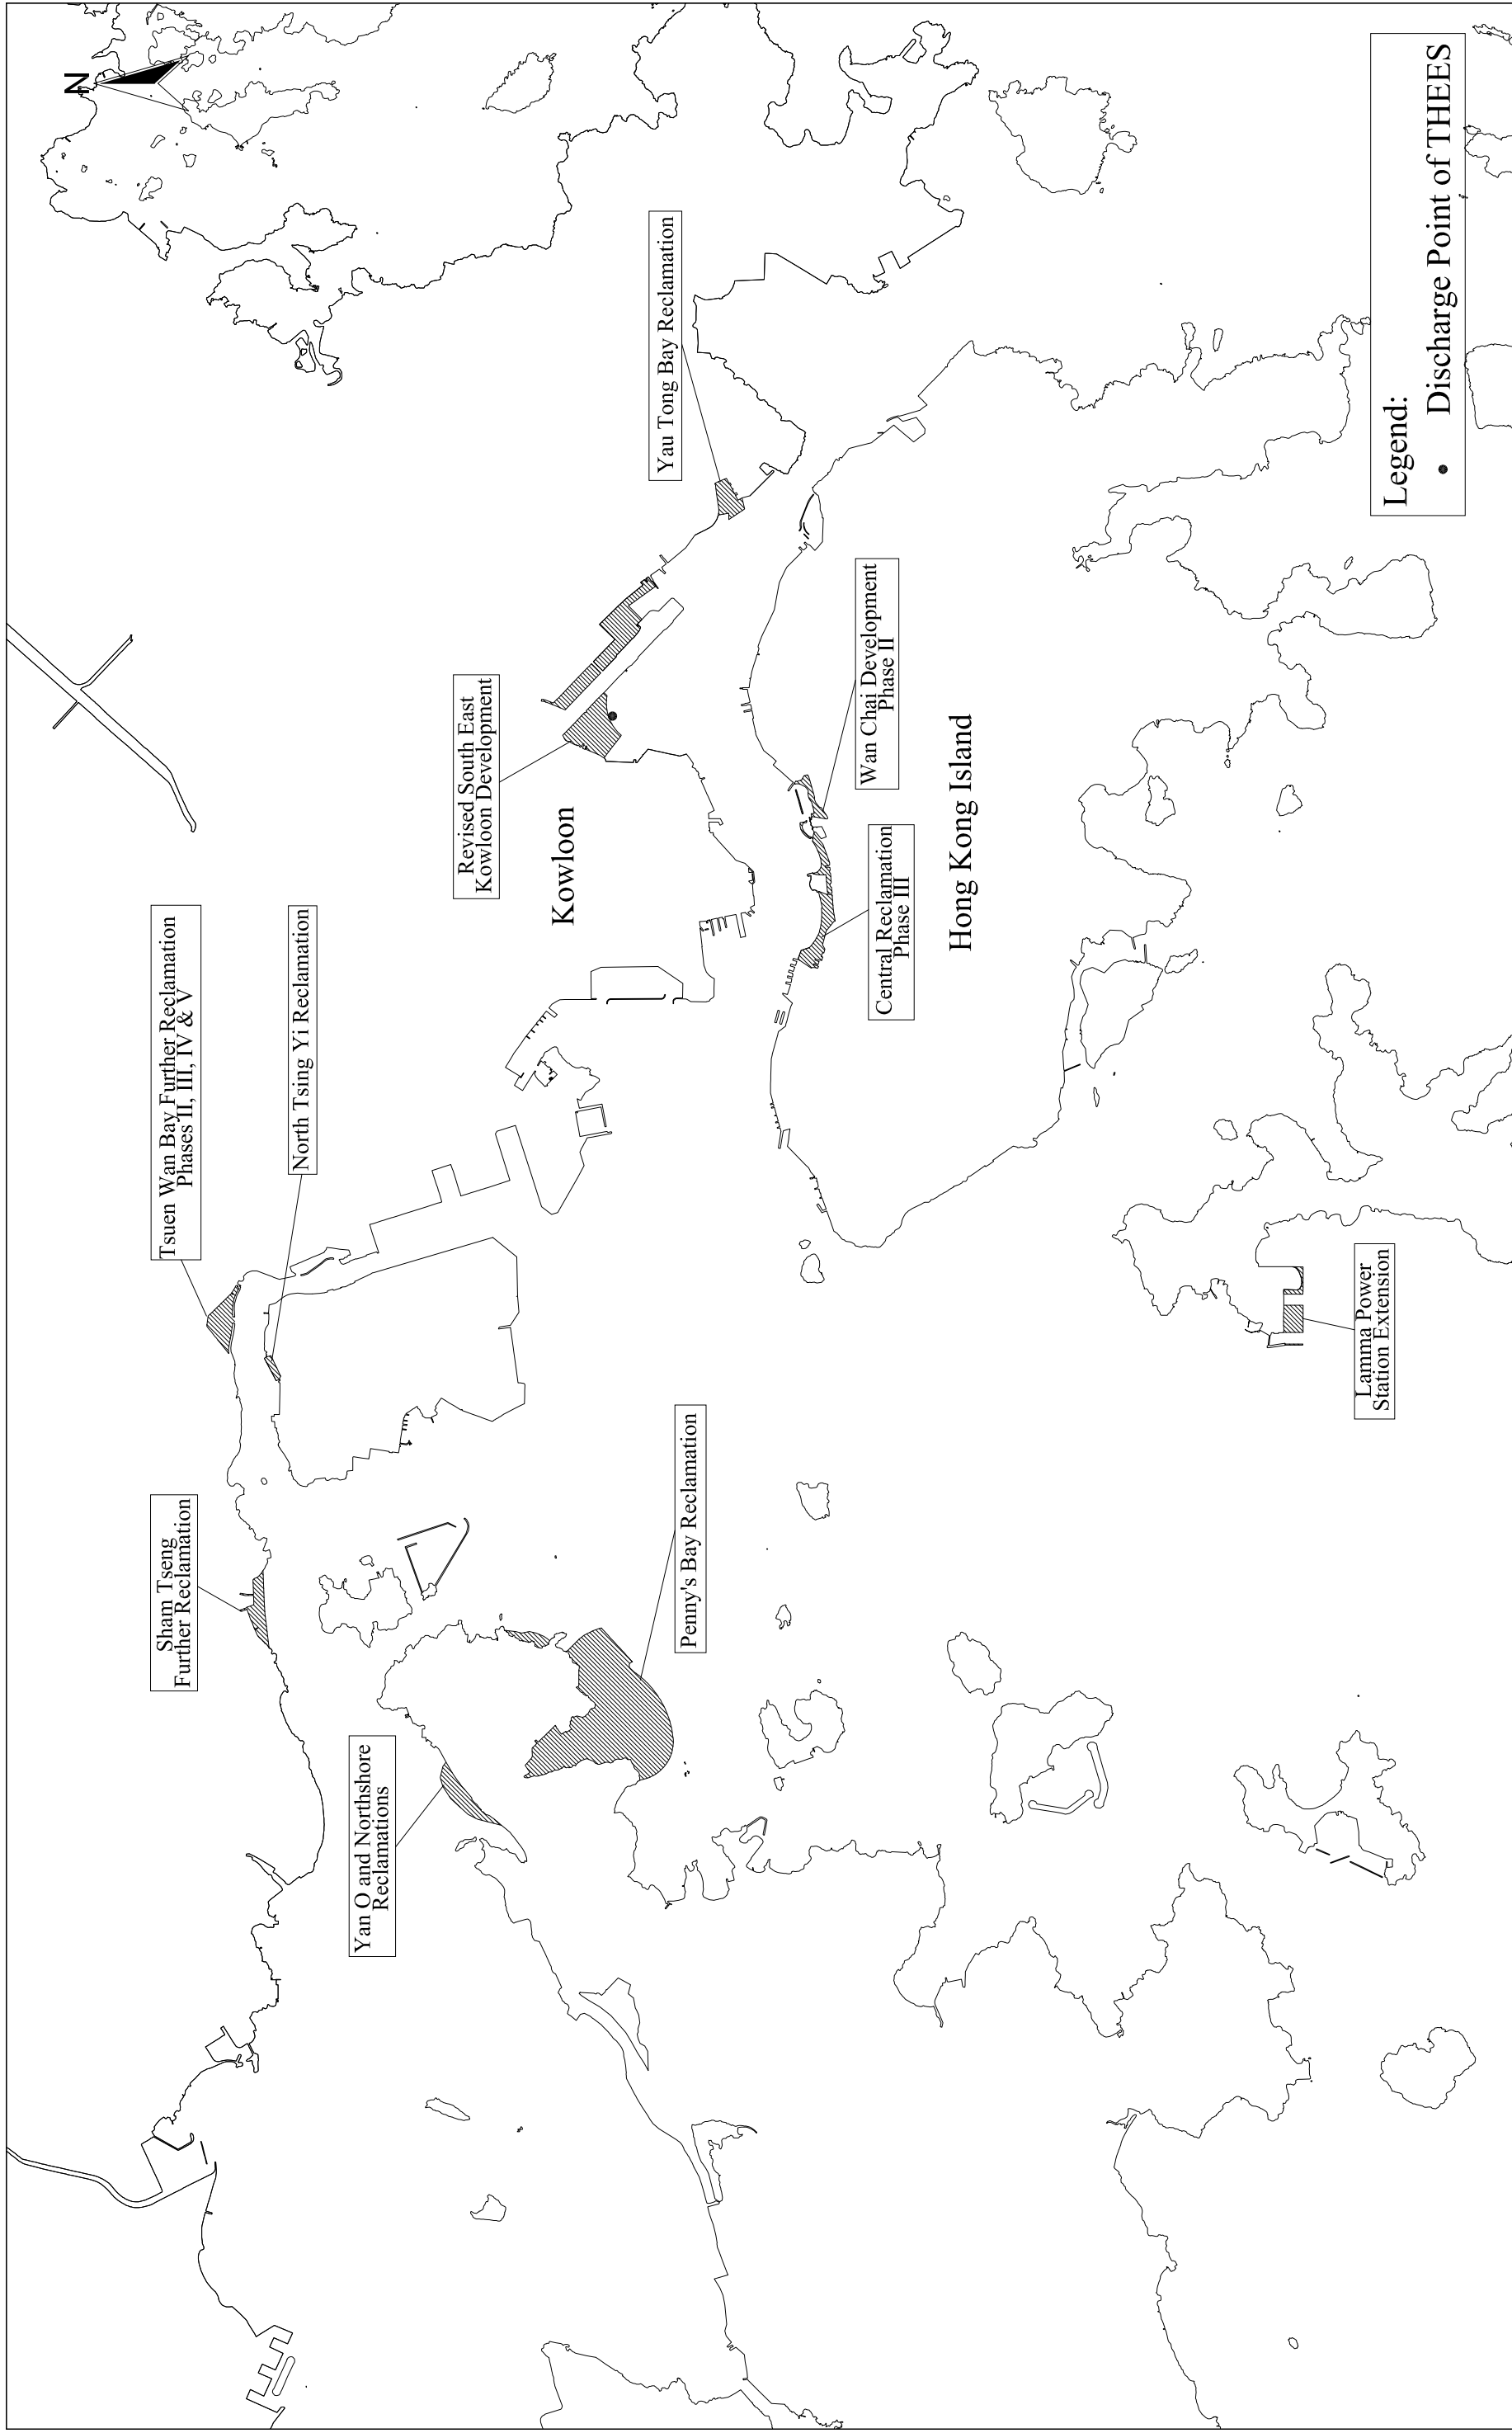 N
Tsuen Wan Bay Further Reclamation
Phases II, III, IV & V
North Tsing Yi Reclamation
Sham Tseng
Further Reclamation
Yan O and Northshore
Reclamations
Penny's Bay Reclamation
Revised South East
Kowloon Development
Kowloon
Yau Tong Bay Reclamation
Wan Chai Development
Phase II
Central Reclamation
Phase III
Hong Kong Island
Lamma Power
Station Extension
Legend:
Discharge Point of THEES